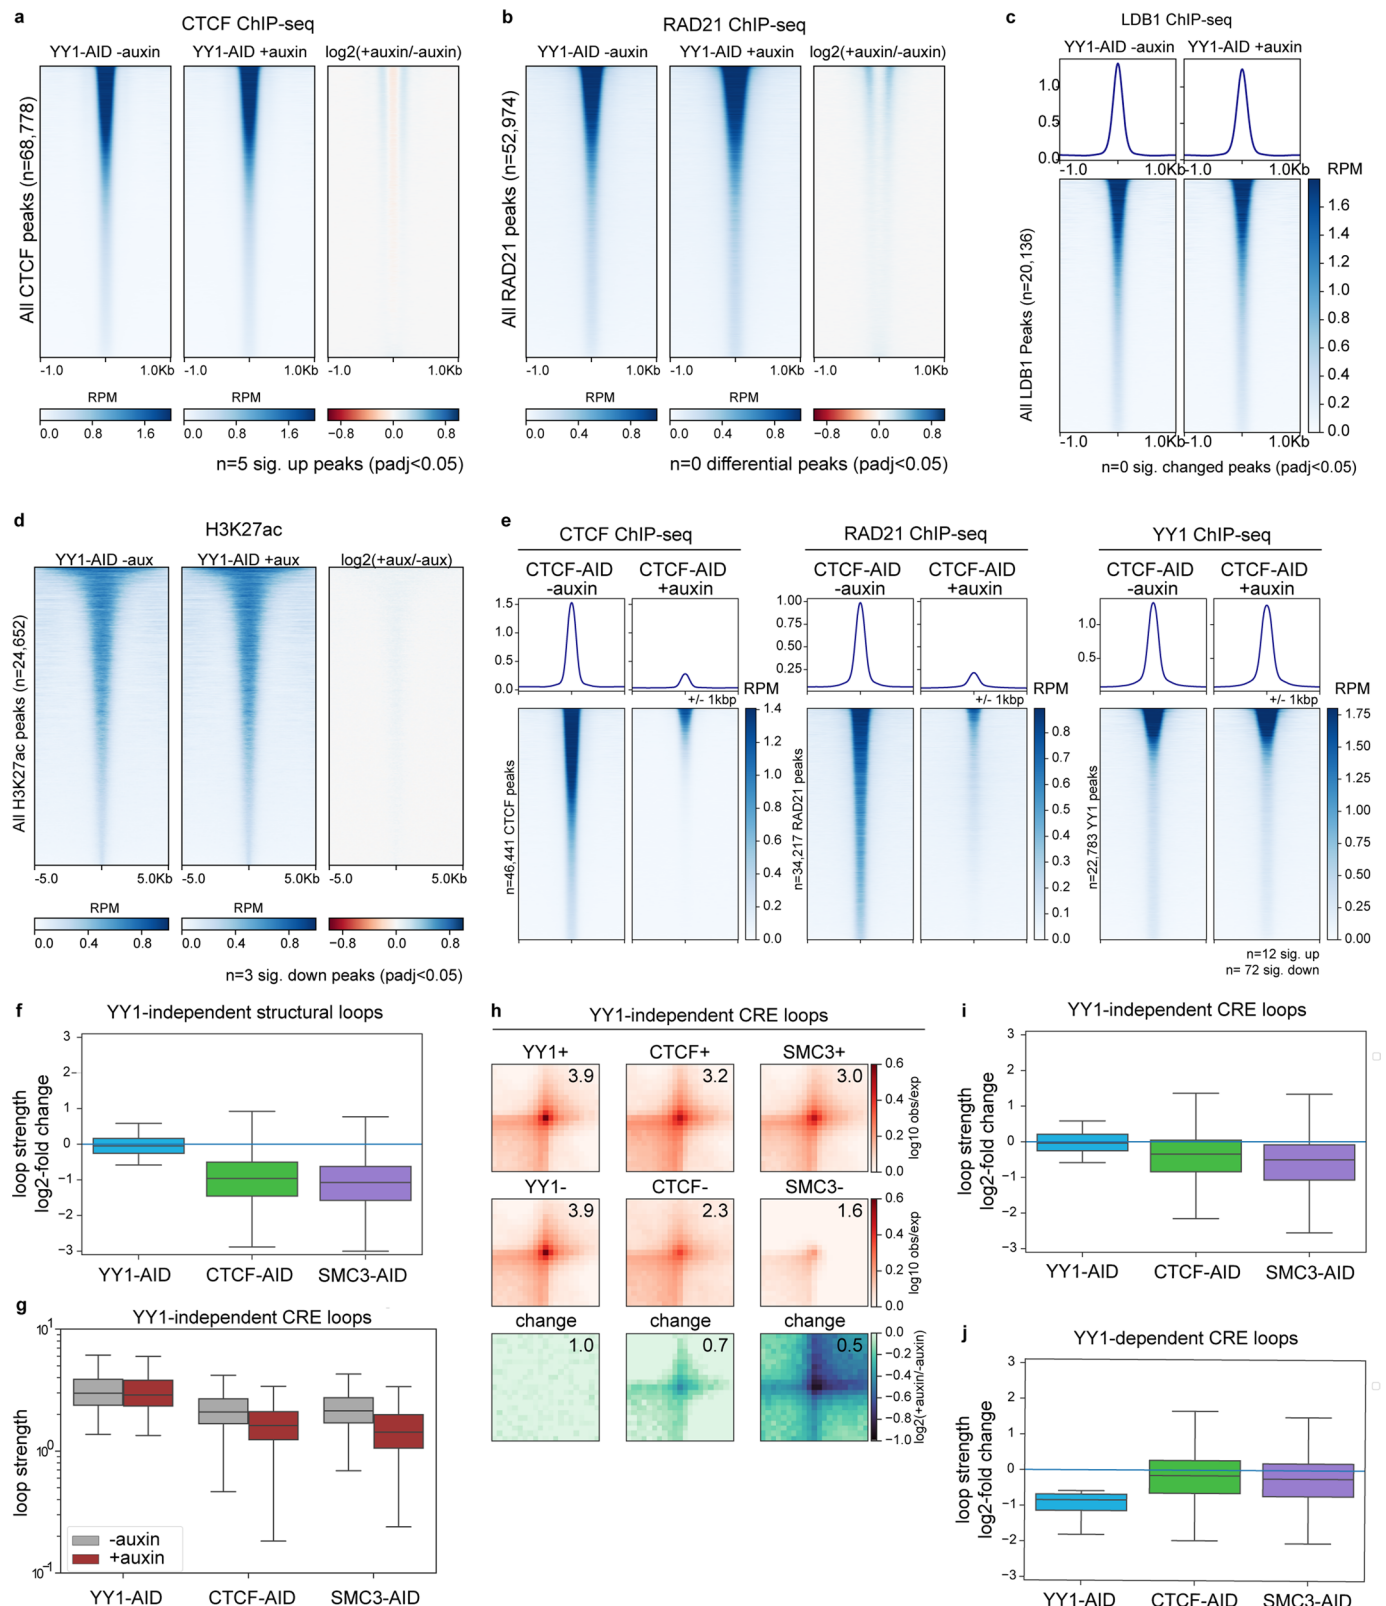 a
CTCF ChIP-seq
YY1-AID -auxin YY1-AID +auxin log2(+auxin/-auxin)
All CTCF peaks (n=68,778)
-1.0 1.0Kb -1.0 1.0Kb -1.0 1.0Kb
RPM RPM
0.0 0.8 1.6 0.0 0.8 1.6 −0.8 0.0 0.8
n=5 sig. up peaks (padj<0.05)
b
RAD21 ChIP-seq
YY1-AID -auxin YY1-AID +auxin log2(+auxin/-auxin)
All RAD21 peaks (n=52,974)
-1.0 1.0Kb -1.0 1.0Kb -1.0 1.0Kb
RPM RPM
0.0 0.4 0.8 0.0 0.4 0.8 −0.8 0.0 0.8
n=0 differential peaks (padj<0.05)
c
LDB1 ChIP-seq
YY1-AID -auxin YY1-AID +auxin
1.0
0.5
0.0
-1.0 1.0Kb -1.0 1.0Kb
RPM
All LDB1 Peaks (n=20,136)
1.6
1.4
1.2
1.0
0.8
0.6
0.4
0.2
0.0
-1.0 1.0Kb -1.0 1.0Kb
n=0 sig. changed peaks (padj<0.05)
d
H3K27ac
YY1-AID -aux YY1-AID +aux log2(+aux/-aux)
All H3K27ac peaks (n=24,652)
-5.0 5.0Kb -5.0 5.0Kb -5.0 5.0Kb
RPM RPM
0.0 0.4 0.8 0.0 0.4 0.8 −0.8 0.0 0.8
n=3 sig. down peaks (padj<0.05)
e
CTCF ChIP-seq
CTCF-AID -auxin
CTCF-AID +auxin
1.5
1.0
0.5
0.0
+/- 1kbp
RPM
n=46,441 CTCF peaks
1.4
1.2
1.0
0.8
0.6
0.4
0.2
0.0
RAD21 ChIP-seq
CTCF-AID -auxin
CTCF-AID +auxin
1.00
0.75
0.50
0.25
+/- 1kbp
RPM
n=34,217 RAD21 peaks
0.8
0.7
0.6
0.5
0.4
0.3
0.2
0.1
0.0
YY1 ChIP-seq
CTCF-AID -auxin
CTCF-AID +auxin
1.0
0.5
+/- 1kbp
RPM
n=22,783 YY1 peaks
1.75
1.50
1.25
1.00
0.75
0.50
0.25
0.00
n=12 sig. up
n= 72 sig. down
f
YY1-independent structural loops
loop strength
log2-fold change
3
2
1
0
−1
−2
−3
YY1-AID CTCF-AID SMC3-AID
g
YY1-independent CRE loops
loop strength
10¹
10⁰
10⁻¹
-auxin
+auxin
YY1-AID CTCF-AID SMC3-AID
h
YY1-independent CRE loops
YY1+ CTCF+ SMC3+
3.9 3.2 3.0
0.6
0.4
0.2
0.0
log10 obs/exp
YY1- CTCF- SMC3-
3.9 2.3 1.6
0.6
0.4
0.2
0.0
log10 obs/exp
change change change
1.0 0.7 0.5
0.0
−0.2
−0.4
−0.6
−0.8
−1.0
log2(+auxin/-auxin)
i
YY1-independent CRE loops
loop strength
log2-fold change
3
2
1
0
−1
−2
−3
YY1-AID CTCF-AID SMC3-AID
j
YY1-dependent CRE loops
loop strength
log2-fold change
3
2
1
0
−1
−2
−3
YY1-AID CTCF-AID SMC3-AID